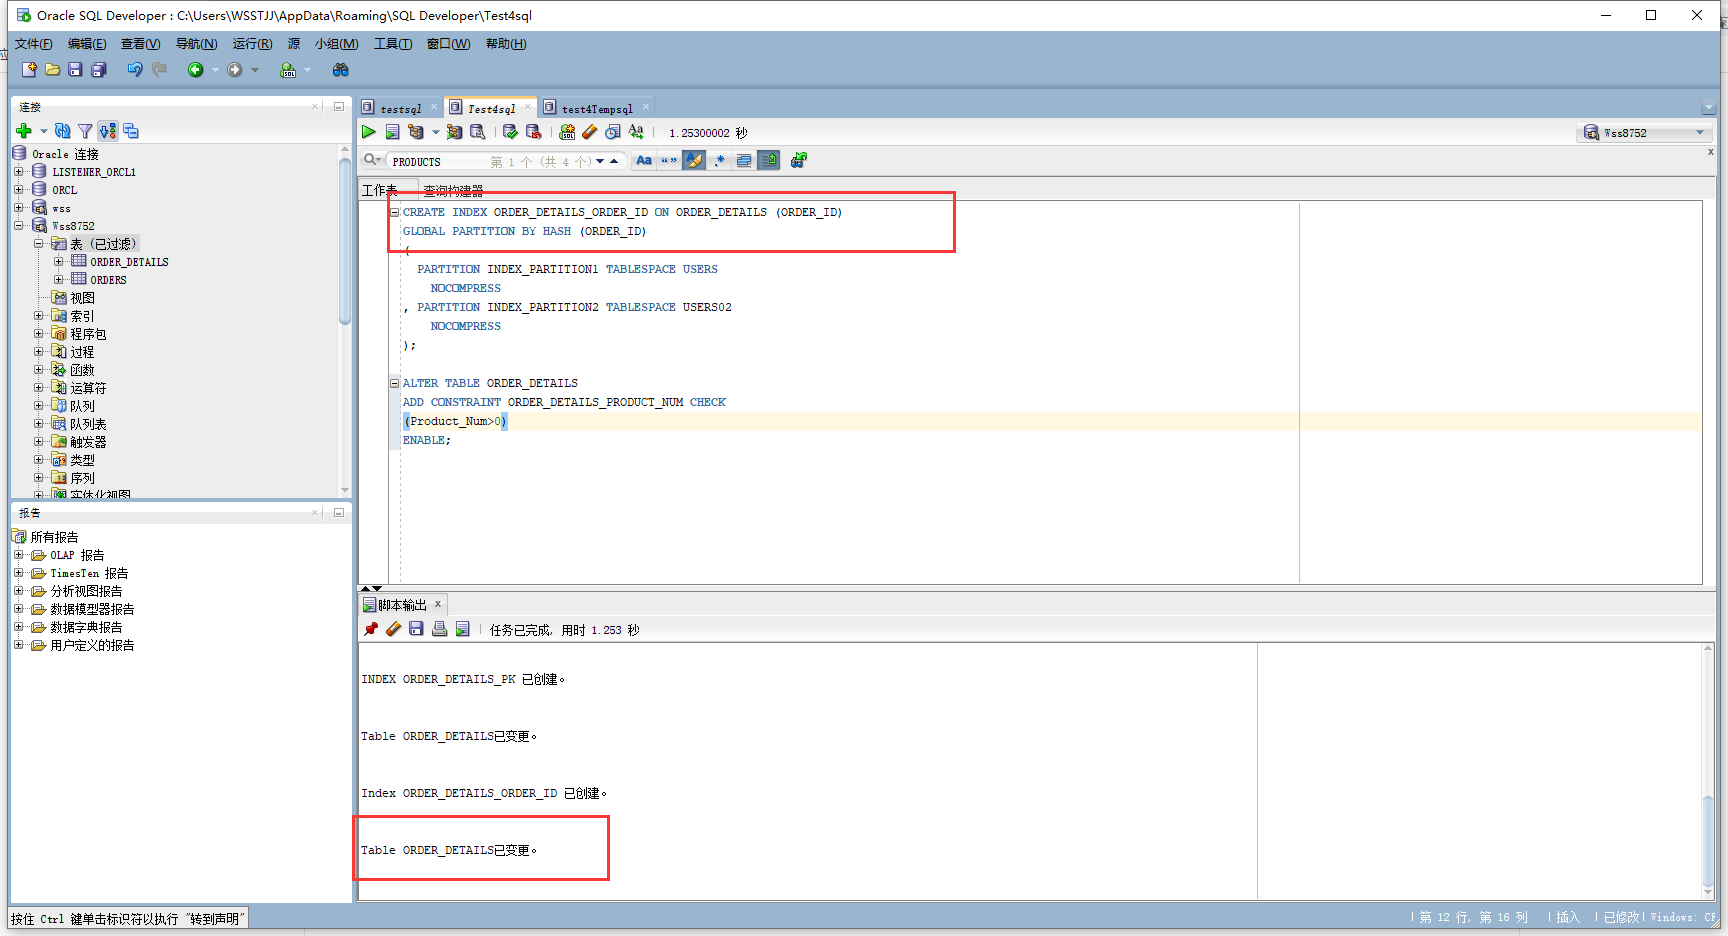 Oracle SQL Developer : C:\Users\WSSTJJ\AppData\Roaming\SQL Developer\Test4sql
文件(F) 编辑(E) 查看(V) 导航(N) 运行(R) 源 小组(M) 工具(T) 窗口(W) 帮助(H)
连接
Oracle 连接
LISTENER_ORCL1
ORCL
wss
Wss8752
表 (已过滤)
ORDER_DETAILS
ORDERS
视图
索引
程序包
过程
函数
运算符
队列
队列表
触发器
类型
序列
实体化视图
报告
所有报告
OLAP 报告
TimesTen 报告
分析视图报告
数据模型器报告
数据字典报告
用户定义的报告
testsql Test4sql test4Tempsql
1.25300002 秒
Wss8752
PRODUCTS 第 1 个 (共 4 个)
工作表 查询构建器
CREATE INDEX ORDER_DETAILS_ORDER_ID ON ORDER_DETAILS (ORDER_ID)
GLOBAL PARTITION BY HASH (ORDER_ID)
(
PARTITION INDEX_PARTITION1 TABLESPACE USERS
NOCOMPRESS
, PARTITION INDEX_PARTITION2 TABLESPACE USERS02
NOCOMPRESS
);
ALTER TABLE ORDER_DETAILS
ADD CONSTRAINT ORDER_DETAILS_PRODUCT_NUM CHECK
(Product_Num>0)
ENABLE;
脚本输出
任务已完成, 用时 1.253 秒
INDEX ORDER_DETAILS_PK 已创建。
Table ORDER_DETAILS已变更。
Index ORDER_DETAILS_ORDER_ID 已创建。
Table ORDER_DETAILS已变更。
按住 Ctrl 键单击标识符以执行 "转到声明"
第 12 行, 第 16 列 插入 已修改 Windows: CR